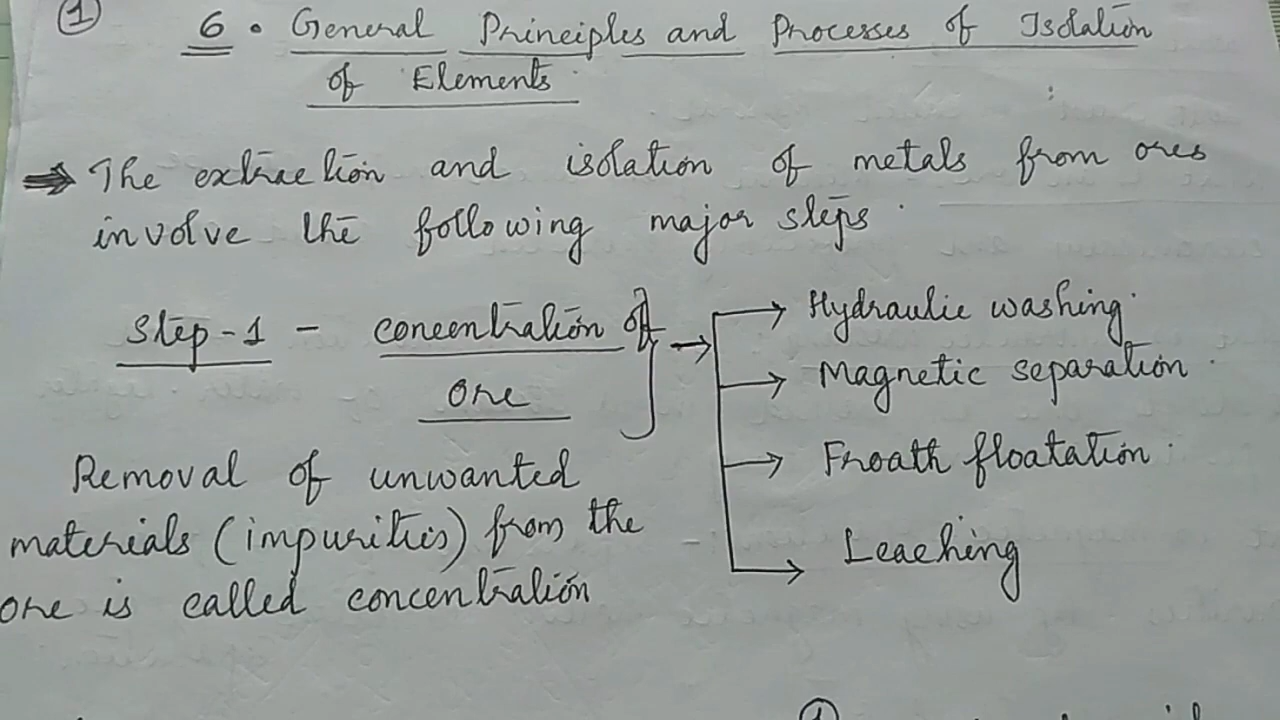 ①
6. General Principles and Processes of Isolation
of Elements.
⇒ The extraction and isolation of metals from ores
involve the following major steps.
Step-1 - concentration of
ore
→ Hydraulic washing.
→ Magnetic separation.
→ Froath floatation.
→ Leaching
Removal of unwanted
materials (impurities) from the
ore is called concentration